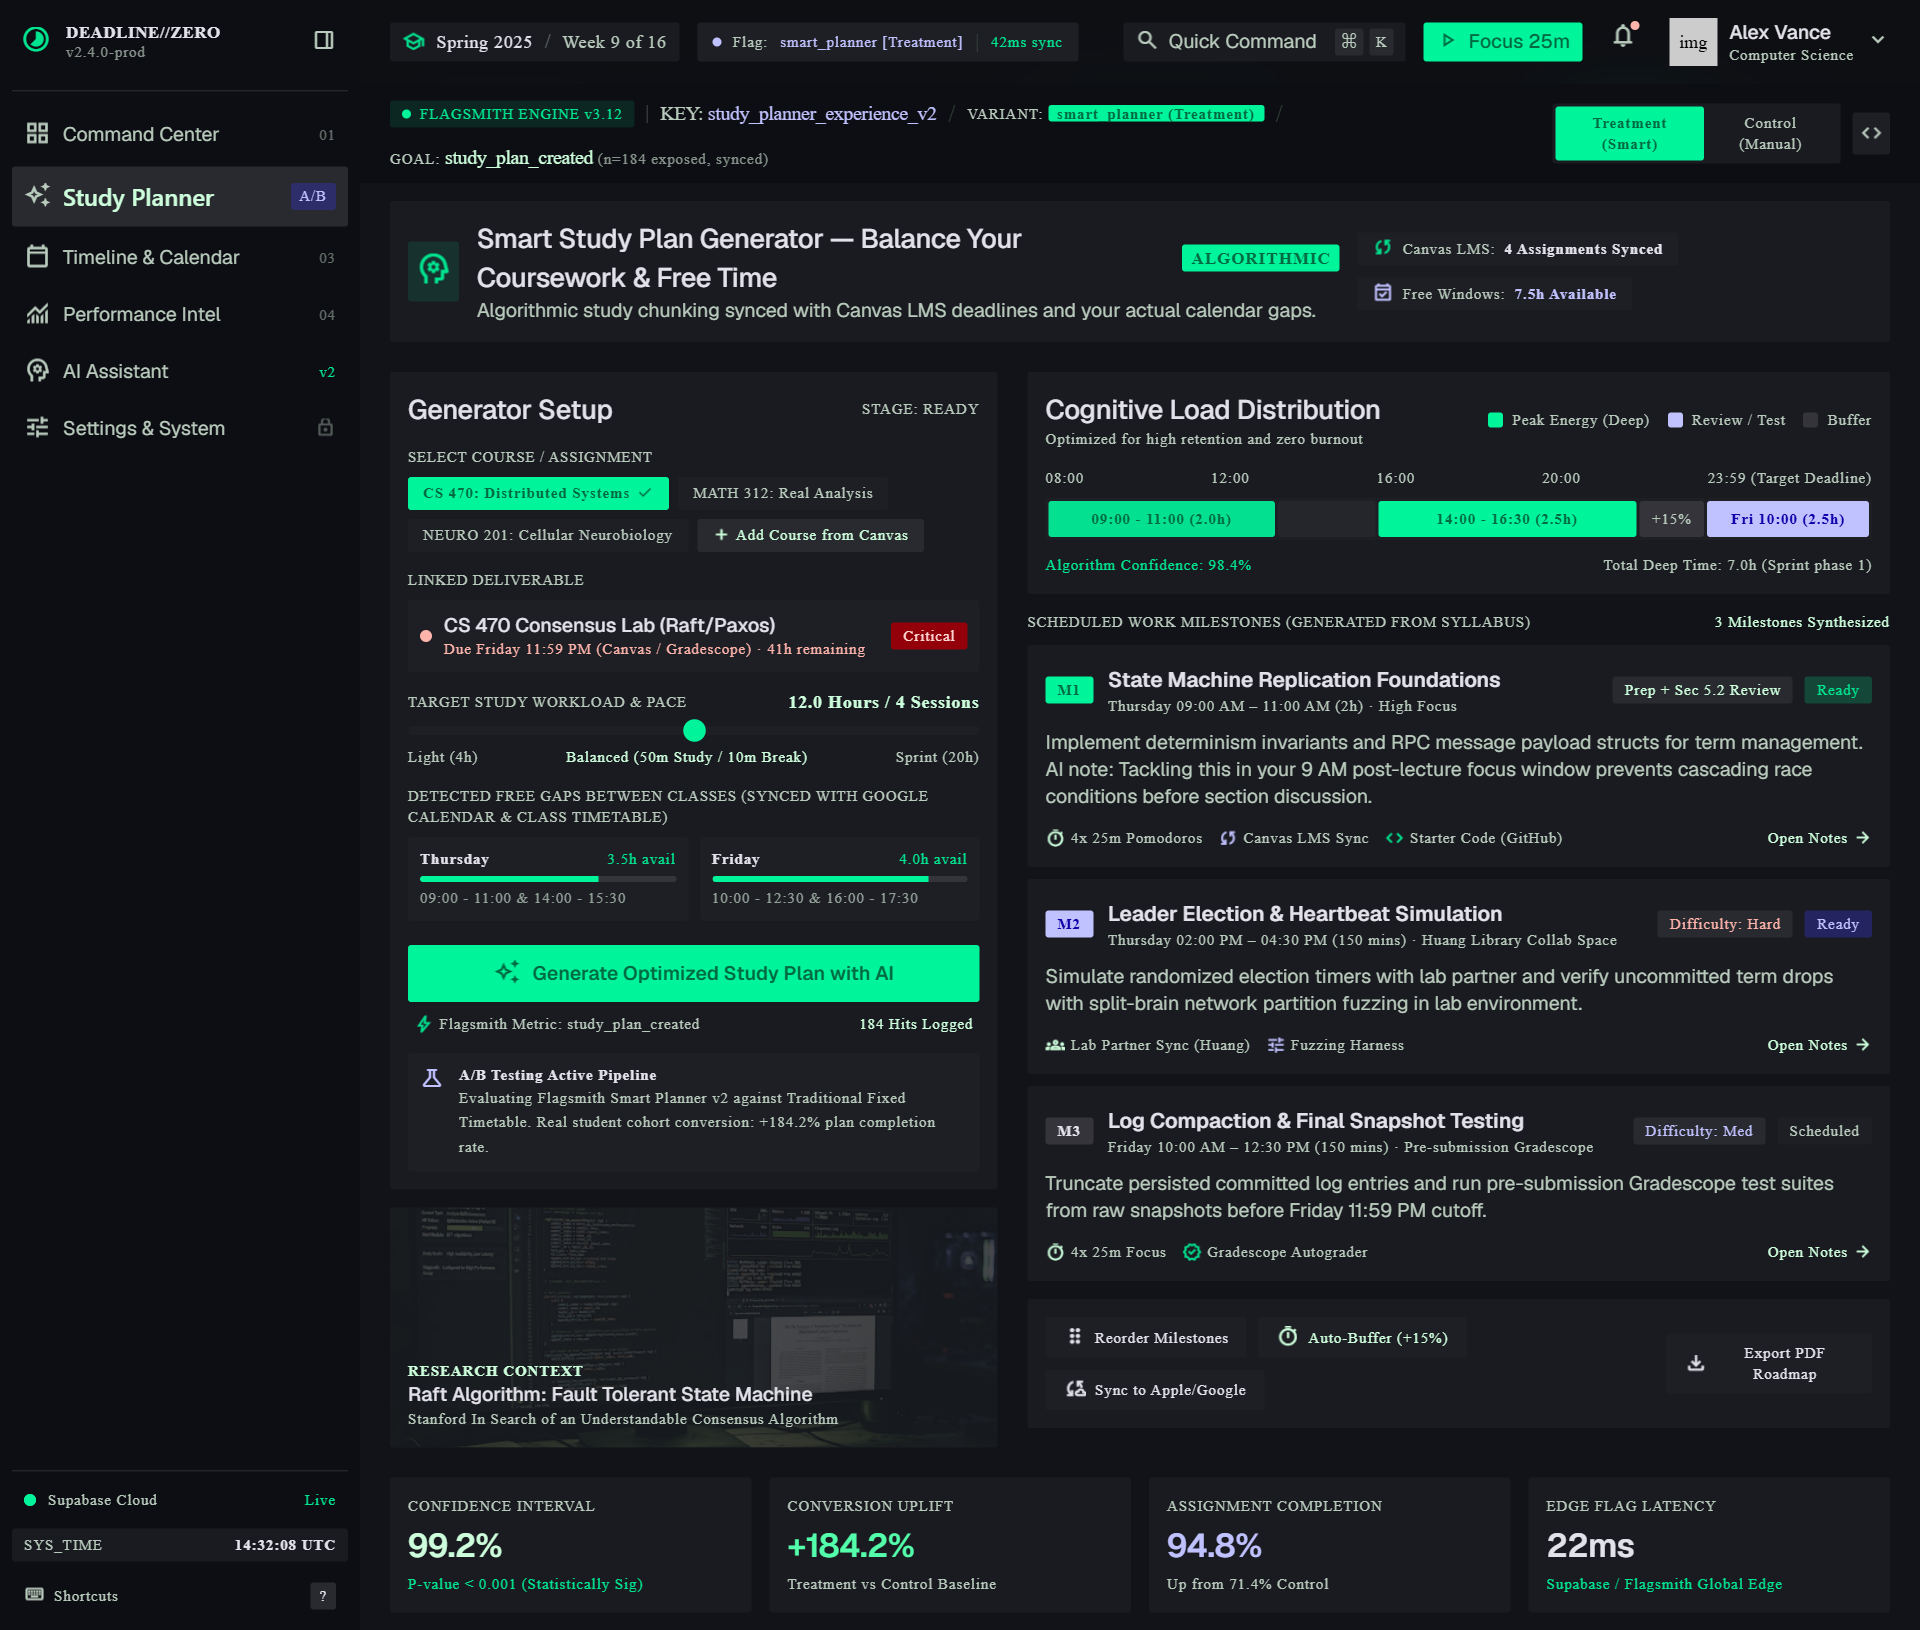 DEADLINE//ZERO
v2.4.0-prod
Command Center 01
Study Planner A/B
Timeline & Calendar 03
Performance Intel 04
AI Assistant v2
Settings & System
Supabase Cloud Live
SYS_TIME 14:32:08 UTC
Shortcuts ?
Spring 2025 / Week 9 of 16
Flag: smart_planner [Treatment] 42ms sync
Quick Command ⌘ K
Focus 25m
img
Alex Vance
Computer Science
FLAGSMITH ENGINE v3.12 KEY: study_planner_experience_v2 / VARIANT: smart_planner (Treatment) /
GOAL: study_plan_created (n=184 exposed, synced)
Treatment
(Smart)
Control
(Manual)
Smart Study Plan Generator — Balance Your
Coursework & Free Time
ALGORITHMIC
Algorithmic study chunking synced with Canvas LMS deadlines and your actual calendar gaps.
Canvas LMS: 4 Assignments Synced
Free Windows: 7.5h Available
Generator Setup STAGE: READY
SELECT COURSE / ASSIGNMENT
CS 470: Distributed Systems
MATH 312: Real Analysis
NEURO 201: Cellular Neurobiology
Add Course from Canvas
LINKED DELIVERABLE
CS 470 Consensus Lab (Raft/Paxos)
Due Friday 11:59 PM (Canvas / Gradescope) · 41h remaining
Critical
TARGET STUDY WORKLOAD & PACE 12.0 Hours / 4 Sessions
Light (4h) Balanced (50m Study / 10m Break) Sprint (20h)
DETECTED FREE GAPS BETWEEN CLASSES (SYNCED WITH GOOGLE
CALENDAR & CLASS TIMETABLE)
Thursday 3.5h avail
09:00 - 11:00 & 14:00 - 15:30
Friday 4.0h avail
10:00 - 12:30 & 16:00 - 17:30
Generate Optimized Study Plan with AI
Flagsmith Metric: study_plan_created 184 Hits Logged
A/B Testing Active Pipeline
Evaluating Flagsmith Smart Planner v2 against Traditional Fixed
Timetable. Real student cohort conversion: +184.2% plan completion
rate.
RESEARCH CONTEXT
Raft Algorithm: Fault Tolerant State Machine
Stanford In Search of an Understandable Consensus Algorithm
Cognitive Load Distribution
Optimized for high retention and zero burnout
Peak Energy (Deep) Review / Test Buffer
08:00 12:00 16:00 20:00 23:59 (Target Deadline)
09:00 - 11:00 (2.0h) 14:00 - 16:30 (2.5h) +15% Fri 10:00 (2.5h)
Algorithm Confidence: 98.4% Total Deep Time: 7.0h (Sprint phase 1)
SCHEDULED WORK MILESTONES (GENERATED FROM SYLLABUS) 3 Milestones Synthesized
M1
State Machine Replication Foundations
Thursday 09:00 AM – 11:00 AM (2h) · High Focus
Prep + Sec 5.2 Review Ready
Implement determinism invariants and RPC message payload structs for term management.
AI note: Tackling this in your 9 AM post-lecture focus window prevents cascading race
conditions before section discussion.
4x 25m Pomodoros Canvas LMS Sync Starter Code (GitHub) Open Notes
M2
Leader Election & Heartbeat Simulation
Thursday 02:00 PM – 04:30 PM (150 mins) · Huang Library Collab Space
Difficulty: Hard Ready
Simulate randomized election timers with lab partner and verify uncommitted term drops
with split-brain network partition fuzzing in lab environment.
Lab Partner Sync (Huang) Fuzzing Harness Open Notes
M3
Log Compaction & Final Snapshot Testing
Friday 10:00 AM – 12:30 PM (150 mins) · Pre-submission Gradescope
Difficulty: Med Scheduled
Truncate persisted committed log entries and run pre-submission Gradescope test suites
from raw snapshots before Friday 11:59 PM cutoff.
4x 25m Focus Gradescope Autograder Open Notes
Reorder Milestones
Auto-Buffer (+15%)
Sync to Apple/Google
Export PDF
Roadmap
CONFIDENCE INTERVAL
99.2%
P-value < 0.001 (Statistically Sig)
CONVERSION UPLIFT
+184.2%
Treatment vs Control Baseline
ASSIGNMENT COMPLETION
94.8%
Up from 71.4% Control
EDGE FLAG LATENCY
22ms
Supabase / Flagsmith Global Edge